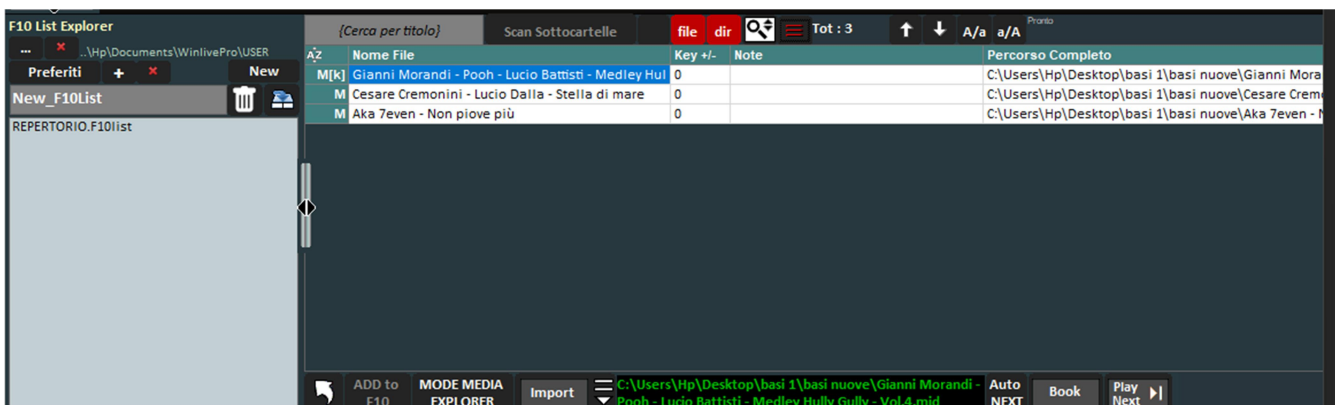 F10 List Explorer
{Cerca per titolo}
Scan Sottocartelle
file
dir
Tot : 3
A/a
a/A
Pronto
...
..\Hp\Documents\WinlivePro\USER
Preferiti
+
×
New
New_F10List
REPERTORIO.F10list
AZ
Nome File
Key +/-
Note
Percorso Completo
M[k] Gianni Morandi - Pooh - Lucio Battisti - Medley Hul 0 C:\Users\Hp\Desktop\basi 1\basi nuove\Gianni Mora
M Cesare Cremonini - Lucio Dalla - Stella di mare 0 C:\Users\Hp\Desktop\basi 1\basi nuove\Cesare Crem
M Aka 7even - Non piove più 0 C:\Users\Hp\Desktop\basi 1\basi nuove\Aka 7even -
ADD to
F10
MODE MEDIA
EXPLORER
Import
C:\Users\Hp\Desktop\basi 1\basi nuove\Gianni Morandi -
Pooh - Lucio Battisti - Medley Hully Gully - Vol.4.mid
Auto
NEXT
Book
Play
Next